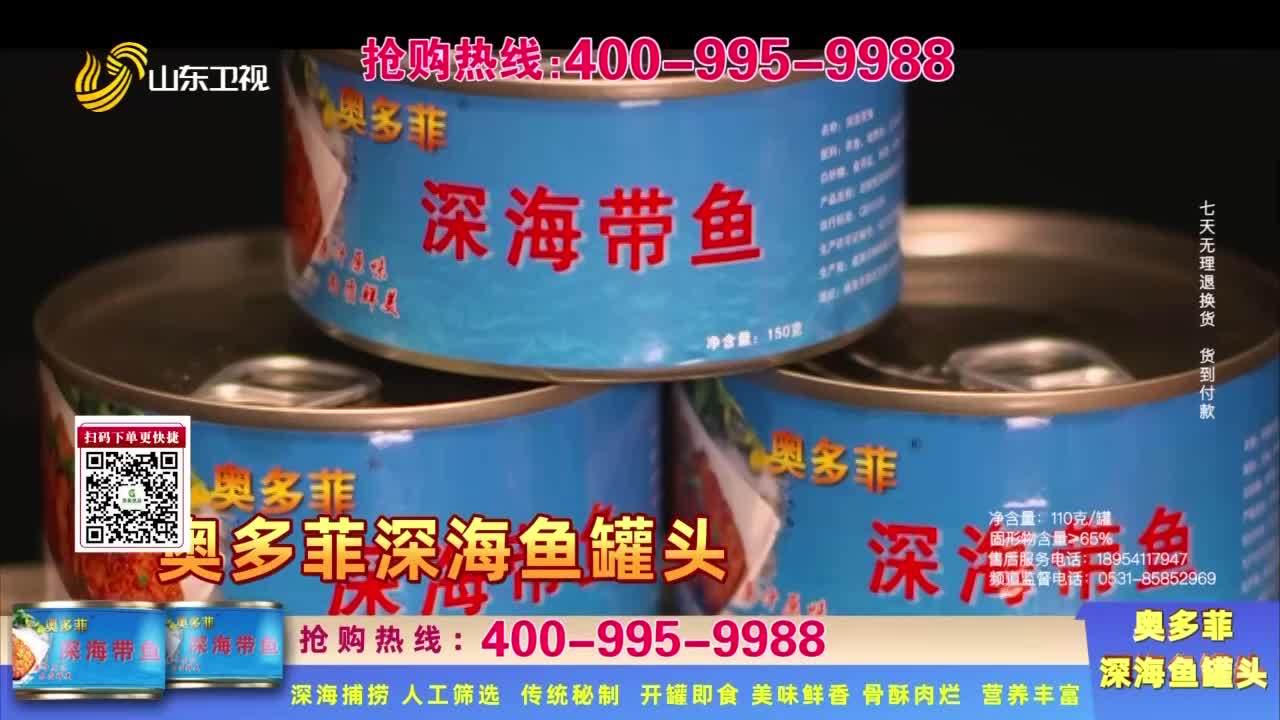 抢购热线:400-995-9988
山东卫视
奥多菲
深海带鱼
净含量：150克
七天无理退换货 货到付款
扫码下单更快捷
奥多菲
奥多菲
深海带鱼
奥多菲深海鱼罐头
净含量：110克/罐
固形物含量≥65%
售后服务电话：18954117947
频道监督电话：0531-85852969
奥多菲
深海带鱼
奥多菲
深海带鱼
抢购热线：400-995-9988
深海捕捞 人工筛选 传统秘制 开罐即食 美味鲜香 骨酥肉烂 营养丰富
奥多菲
深海鱼罐头